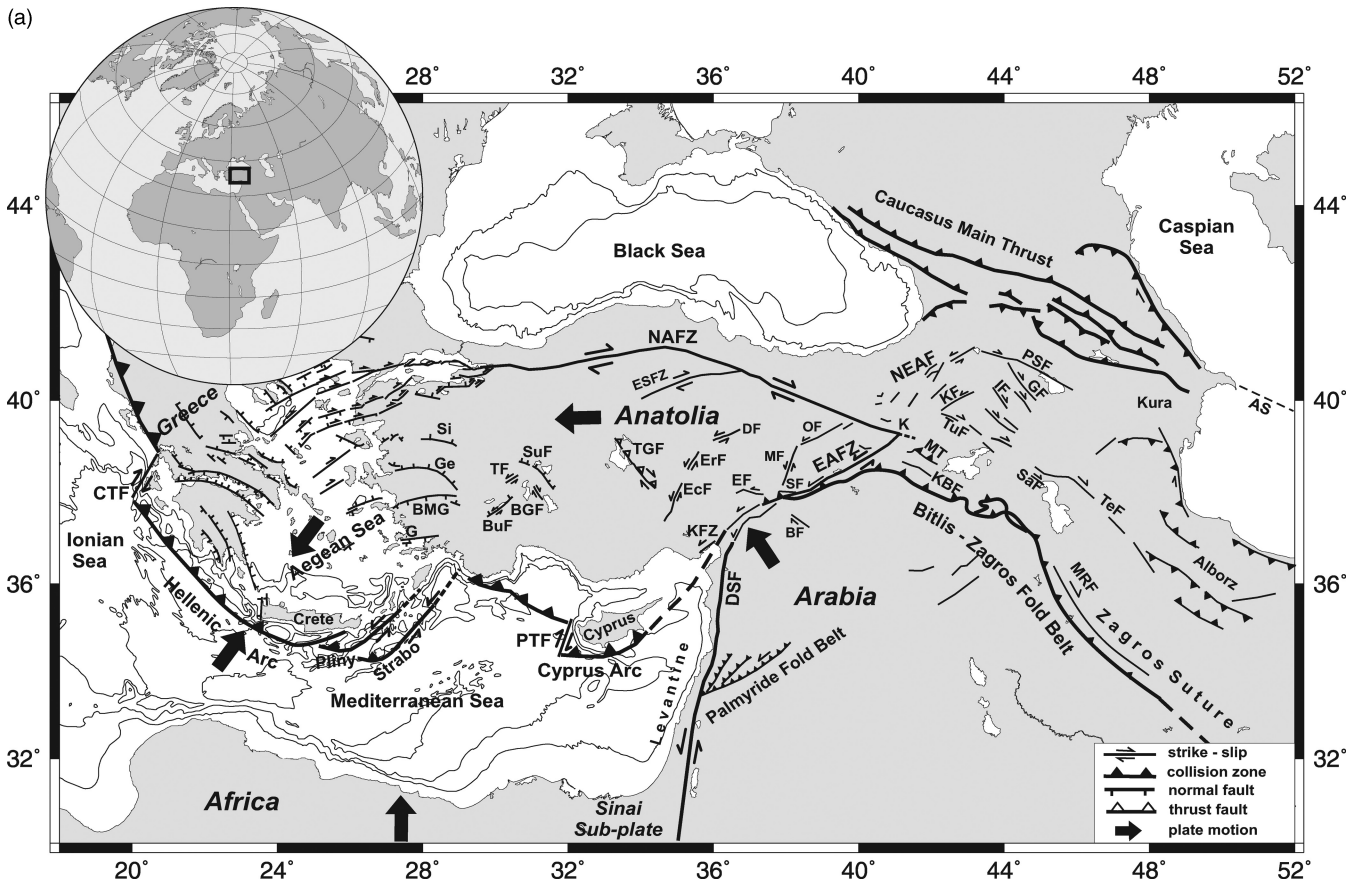 (a)
28° 32° 36° 40° 44° 48° 52°
44°
44°
Caucasus Main Thrust
Caspian
Sea
Black Sea
NAFZ
NEAF
PSF
ESFZ
KF
IF
GF
40°
Greece
Anatolia
Kura
AS
40°
Si
DF
OF
K
TuF
SuF
TGF
MF
EAFZ
MT
Ge
TF
ErF
EF
SF
KBF
SaF
CTF
EcF
BMG
BGF
TeF
BuF
Ionian
Sea
Aegean Sea
G
KFZ
BF
Bitlis - Zagros Fold Belt
Alborz
36°
36°
Hellenic
Arc
DSF
Arabia
MRF
Zagros Suture
Crete
Cyprus
PTF
Pliny
Strabo
Cyprus Arc
Levantine
Palmyride Fold Belt
Mediterranean Sea
32°
32°
strike - slip
collision zone
normal fault
thrust fault
plate motion
Africa
Sinai
Sub-plate
20° 24° 28° 32° 36° 40° 44° 48° 52°